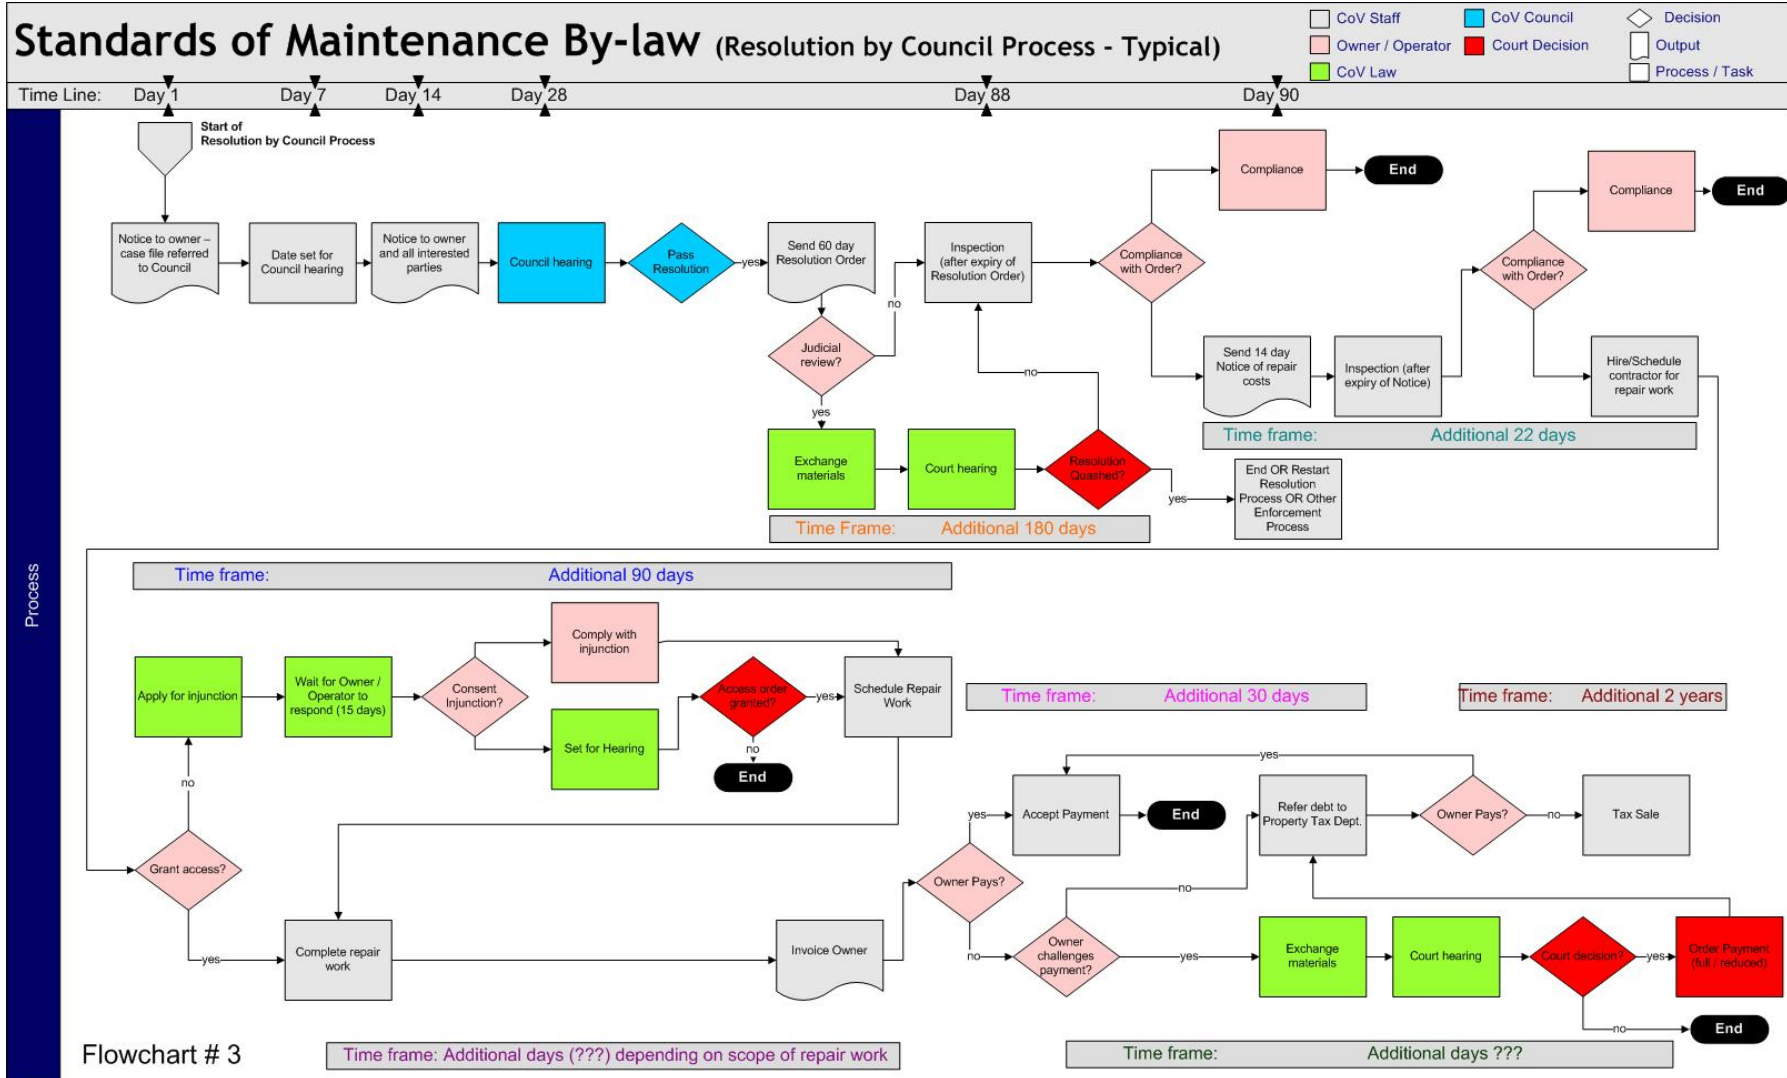 Standards of Maintenance By-law (Resolution by Council Process - Typical)
CoV Staff
CoV Council
Decision
Owner / Operator
Court Decision
Output
CoV Law
Process / Task
Time Line:
Day 1
Day 7
Day 14
Day 28
Day 88
Day 90
Process
Start of
Resolution by Council Process
Notice to owner –
case file referred
to Council
Date set for
Council hearing
Notice to owner
and all interested
parties
Council hearing
Pass
Resolution
yes
Send 60 day
Resolution Order
Judicial
review?
no
yes
Inspection
(after expiry of
Resolution Order)
Compliance
with Order?
Compliance
End
Send 14 day
Notice of repair
costs
Inspection (after
expiry of Notice)
Compliance
with Order?
Compliance
End
Hire/Schedule
contractor for
repair work
Time frame: Additional 22 days
Exchange
materials
Court hearing
Resolution
Quashed?
no
yes
End OR Restart
Resolution
Process OR Other
Enforcement
Process
Time Frame: Additional 180 days
Time frame: Additional 90 days
Apply for injunction
Wait for Owner /
Operator to
respond (15 days)
Consent
Injunction?
Comply with
injunction
Set for Hearing
Access order
granted?
yes
no
End
Schedule Repair
Work
Time frame: Additional 30 days
Time frame: Additional 2 years
no
Grant access?
yes
Complete repair
work
Invoice Owner
Owner Pays?
yes
no
Accept Payment
End
yes
Refer debt to
Property Tax Dept.
Owner Pays?
no
Tax Sale
Owner
challenges
payment?
no
yes
Exchange
materials
Court hearing
Court decision?
yes
Order Payment
(full / reduced)
no
End
Flowchart # 3
Time frame: Additional days (???) depending on scope of repair work
Time frame: Additional days ???